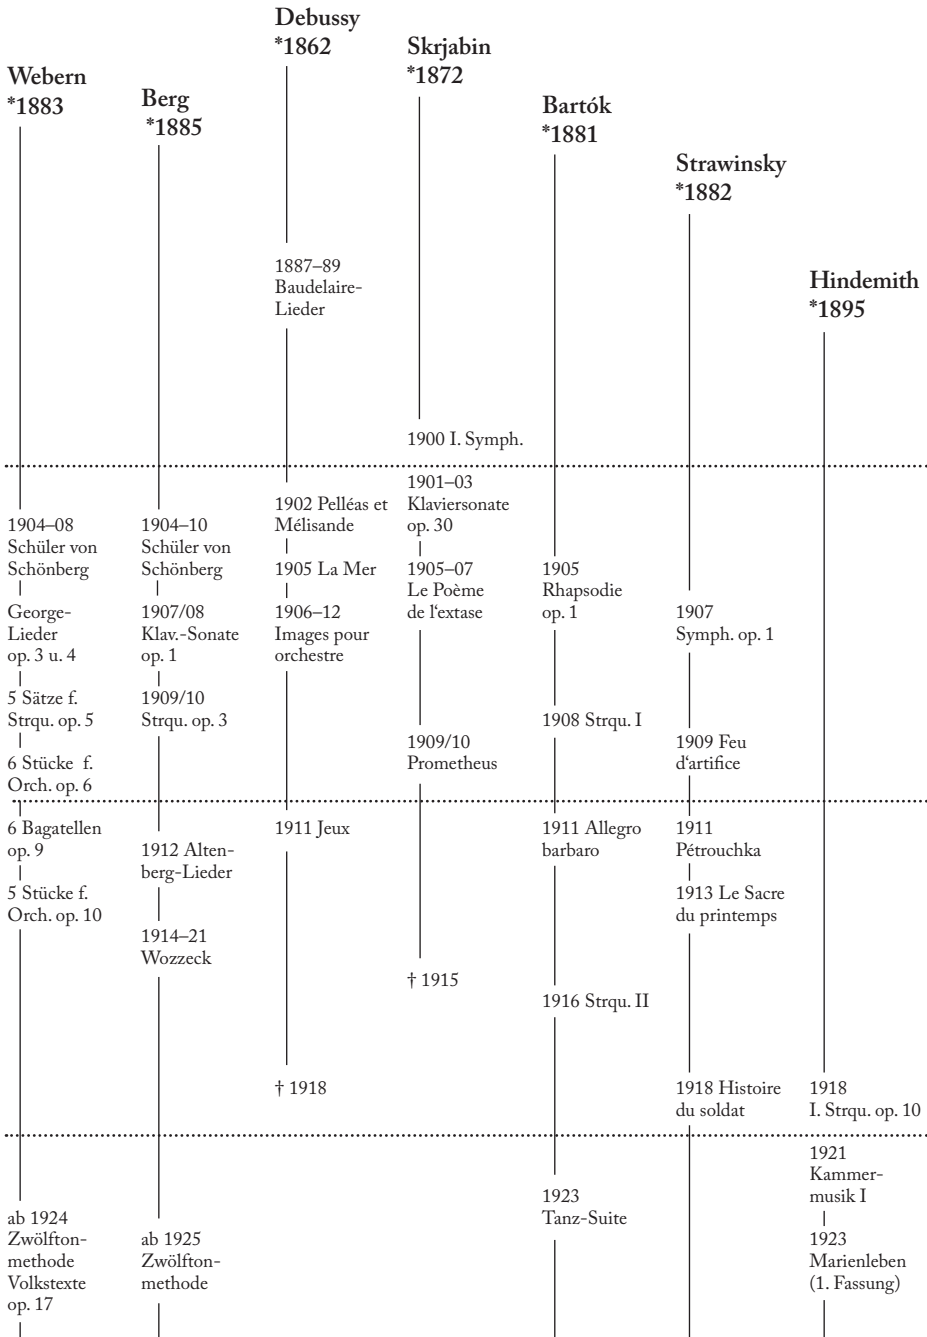 Webern
*1883
1904–08
Schüler von
Schönberg
George-
Lieder
op. 3 u. 4
5 Sätze f.
Strqu. op. 5
6 Stücke f.
Orch. op. 6
6 Bagatellen
op. 9
5 Stücke f.
Orch. op. 10
ab 1924
Zwölfton-
methode
Volkstexte
op. 17
Berg
*1885
1904–10
Schüler von
Schönberg
1907/08
Klav.-Sonate
op. 1
1909/10
Strqu. op. 3
1912 Alten-
berg-Lieder
1914–21
Wozzeck
ab 1925
Zwölfton-
methode
Debussy
*1862
1887–89
Baudelaire-
Lieder
1902 Pelléas et
Mélisande
1905 La Mer
1906–12
Images pour
orchestre
1911 Jeux
† 1918
Skrjabin
*1872
1900 I. Symph.
1901–03
Klaviersonate
op. 30
1905–07
Le Poème
de l‘extase
1909/10
Prometheus
† 1915
Bartók
*1881
1905
Rhapsodie
op. 1
1908 Strqu. I
1911 Allegro
barbaro
1916 Strqu. II
1923
Tanz-Suite
Strawinsky
*1882
1907
Symph. op. 1
1909 Feu
d‘artifice
1911
Pétrouchka
1913 Le Sacre
du printemps
1918 Histoire
du soldat
Hindemith
*1895
1918
I. Strqu. op. 10
1921
Kammer-
musik I
1923
Marienleben
(1. Fassung)